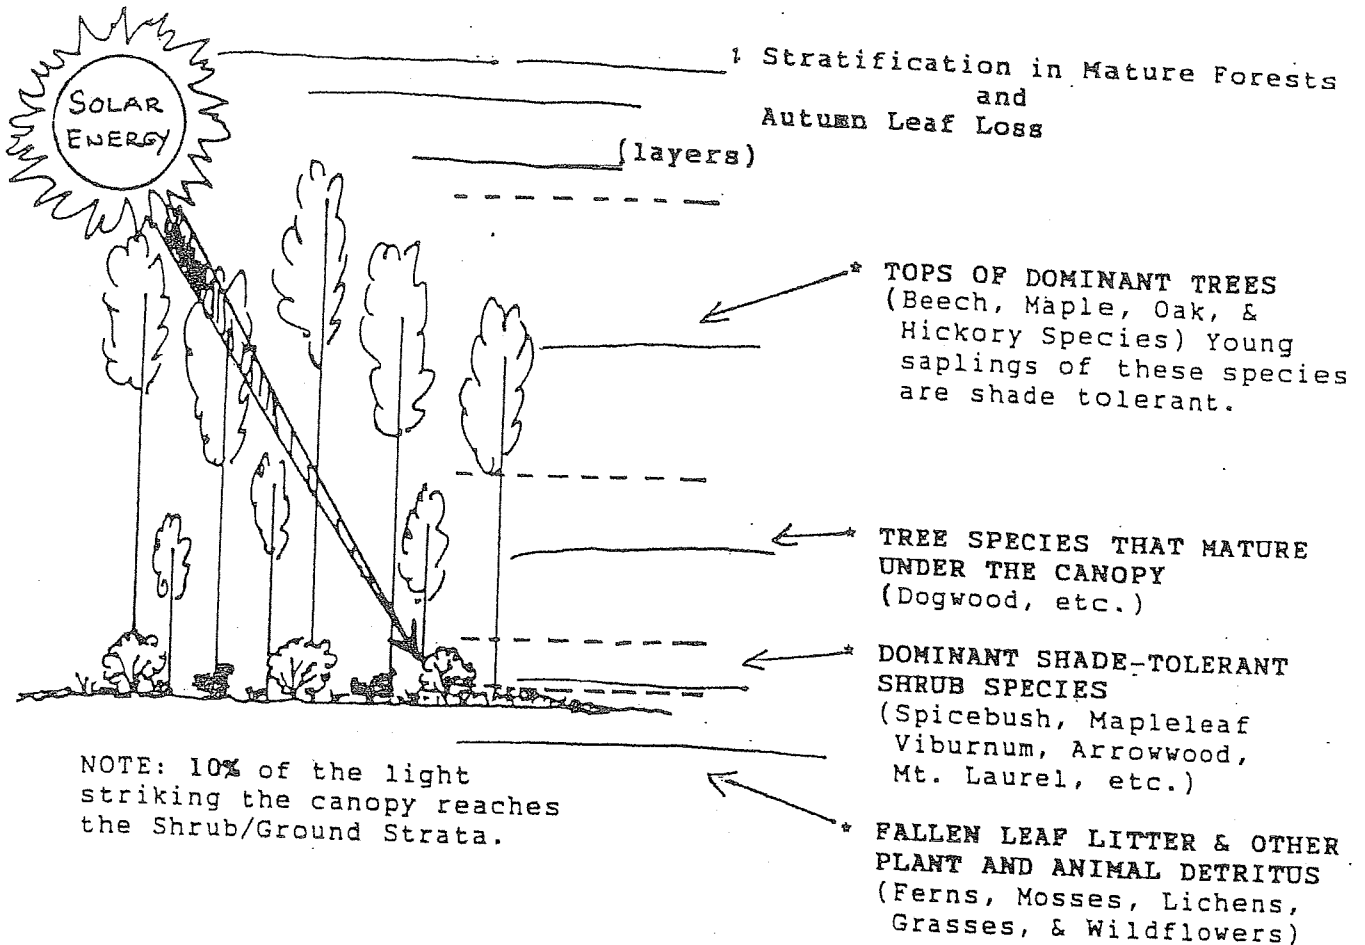 SOLAR
ENERGY
1 Stratification in Mature Forests
and
Autumn Leaf Loss
(layers)
* TOPS OF DOMINANT TREES
(Beech, Maple, Oak, &
Hickory Species) Young
saplings of these species
are shade tolerant.
* TREE SPECIES THAT MATURE
UNDER THE CANOPY
(Dogwood, etc.)
* DOMINANT SHADE-TOLERANT
SHRUB SPECIES
(Spicebush, Mapleleaf
Viburnum, Arrowwood,
Mt. Laurel, etc.)
NOTE: 10% of the light
striking the canopy reaches
the Shrub/Ground Strata.
* FALLEN LEAF LITTER & OTHER
PLANT AND ANIMAL DETRITUS
(Ferns, Mosses, Lichens,
Grasses, & Wildflowers)